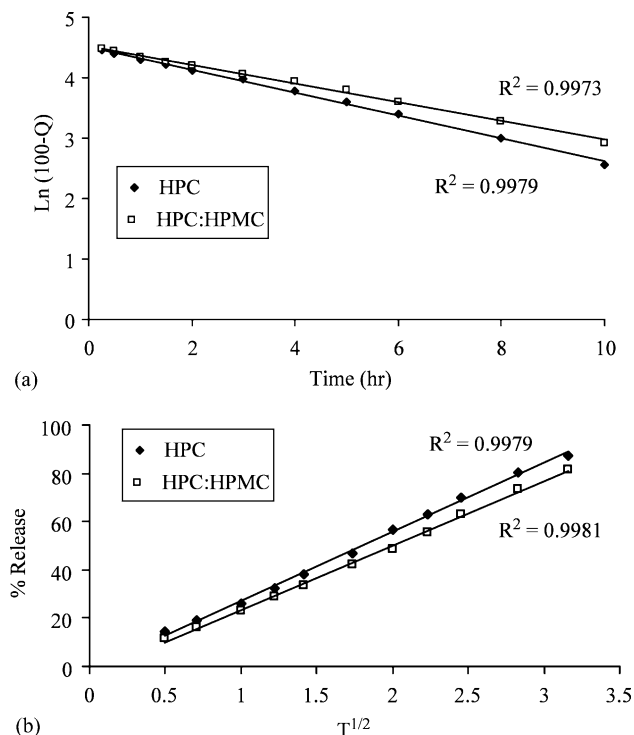 5
4
3
2
1
0
Ln (100-Q)
R² = 0.9973
R² = 0.9979
HPC
HPC:HPMC
0 2 4 6 8 10
(a)
Time (hr)
100
80
60
40
20
0
% Release
HPC
HPC:HPMC
R² = 0.9979
R² = 0.9981
0 0.5 1 1.5 2 2.5 3 3.5
(b)
T^1/2